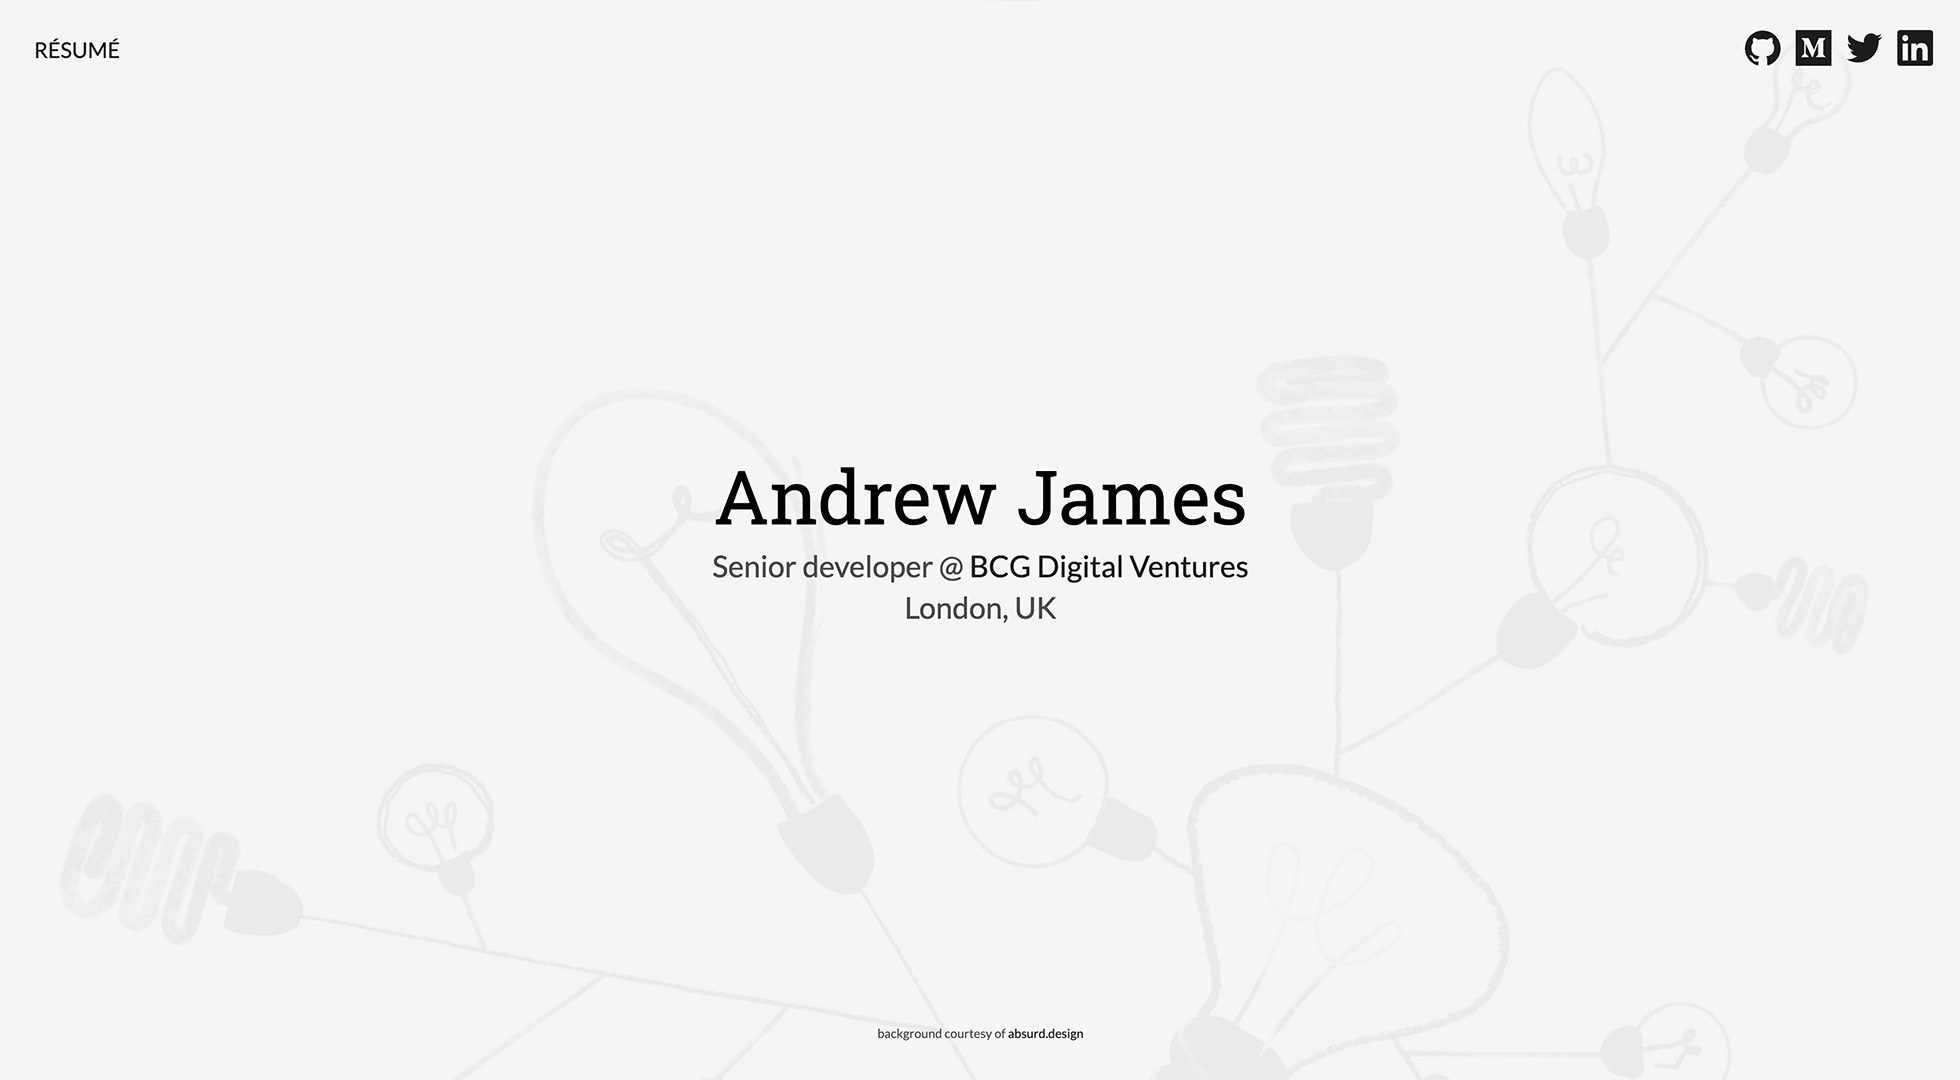 RÉSUMÉ
M
in
Andrew James
Senior developer @ BCG Digital Ventures
London, UK
background courtesy of absurd.design